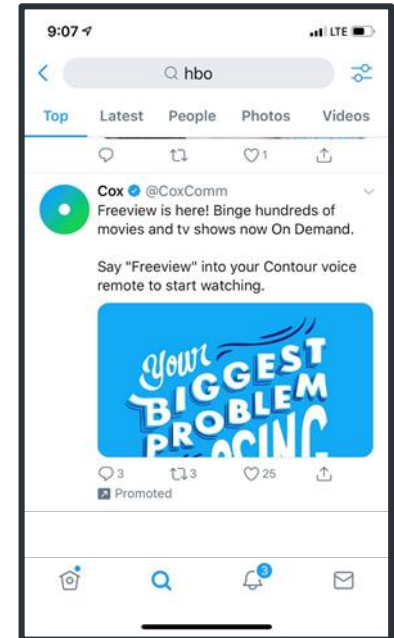 9:07
LTE
hbo
Top Latest People Photos Videos
1
Cox @CoxComm
Freeview is here! Binge hundreds of
movies and tv shows now On Demand.
Say "Freeview" into your Contour voice
remote to start watching.
Your
BIGGEST
PROBLEM
3 3 25
Promoted
3